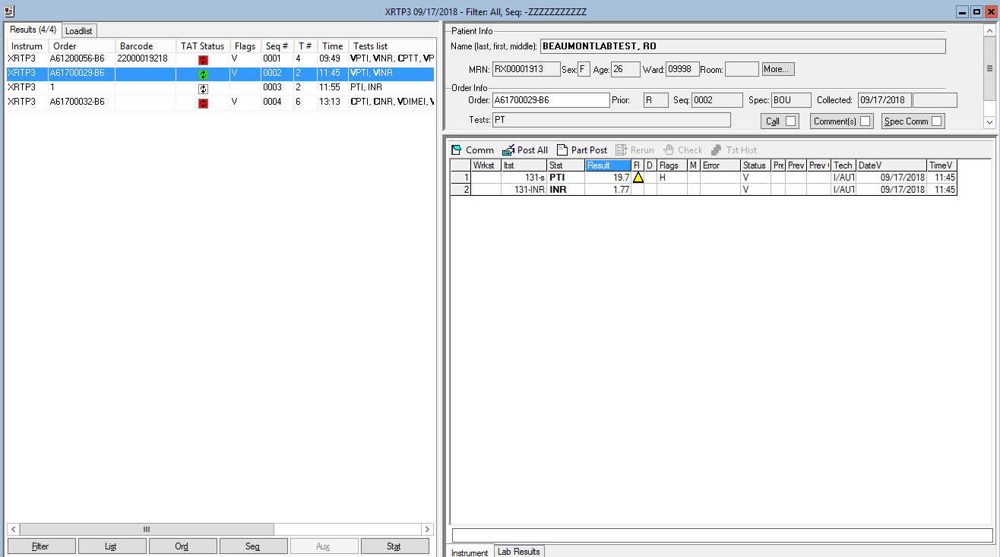 XRTP3 09/17/2018 - Filter: All, Seq: -ZZZZZZZZZZZ
Results (4/4) Loadlist
Instrum Order Barcode TAT Status Flags Seq # T # Time Tests list
XRTP3 A61200056-B6 22000019218 V 0001 4 09:49 VPTI, VINR, CPTT, VP
XRTP3 A61700029-B6 V 0002 2 11:45 VPTI, VINR
XRTP3 1 0003 2 11:55 PTI, INR
XRTP3 A61700032-B6 V 0004 6 13:13 CPTI, CINR, VDIMEI, V
Filter List Ord Seq Aux Stat
Patient Info
Name (last, first, middle): BEAUMONTLABTEST, RO
MRN: RX00001913 Sex: F Age: 26 Ward: 09998 Room: More...
Order Info
Order: A61700029-B6 Prior: R Seq: 0002 Spec: BOU Collected: 09/17/2018
Tests: PT Call Comment(s) Spec Comm
Comm Post All Part Post Rerun Check Tst Hist
Wrkst Itst Stst Result Fl D Flags M Error Status Pre Prev Prev Tech DateV TimeV
1 131-s PTI 19.7 H V I/AUT 09/17/2018 11:45
2 131-INR INR 1.77 V I/AUT 09/17/2018 11:45
Instrument Lab Results